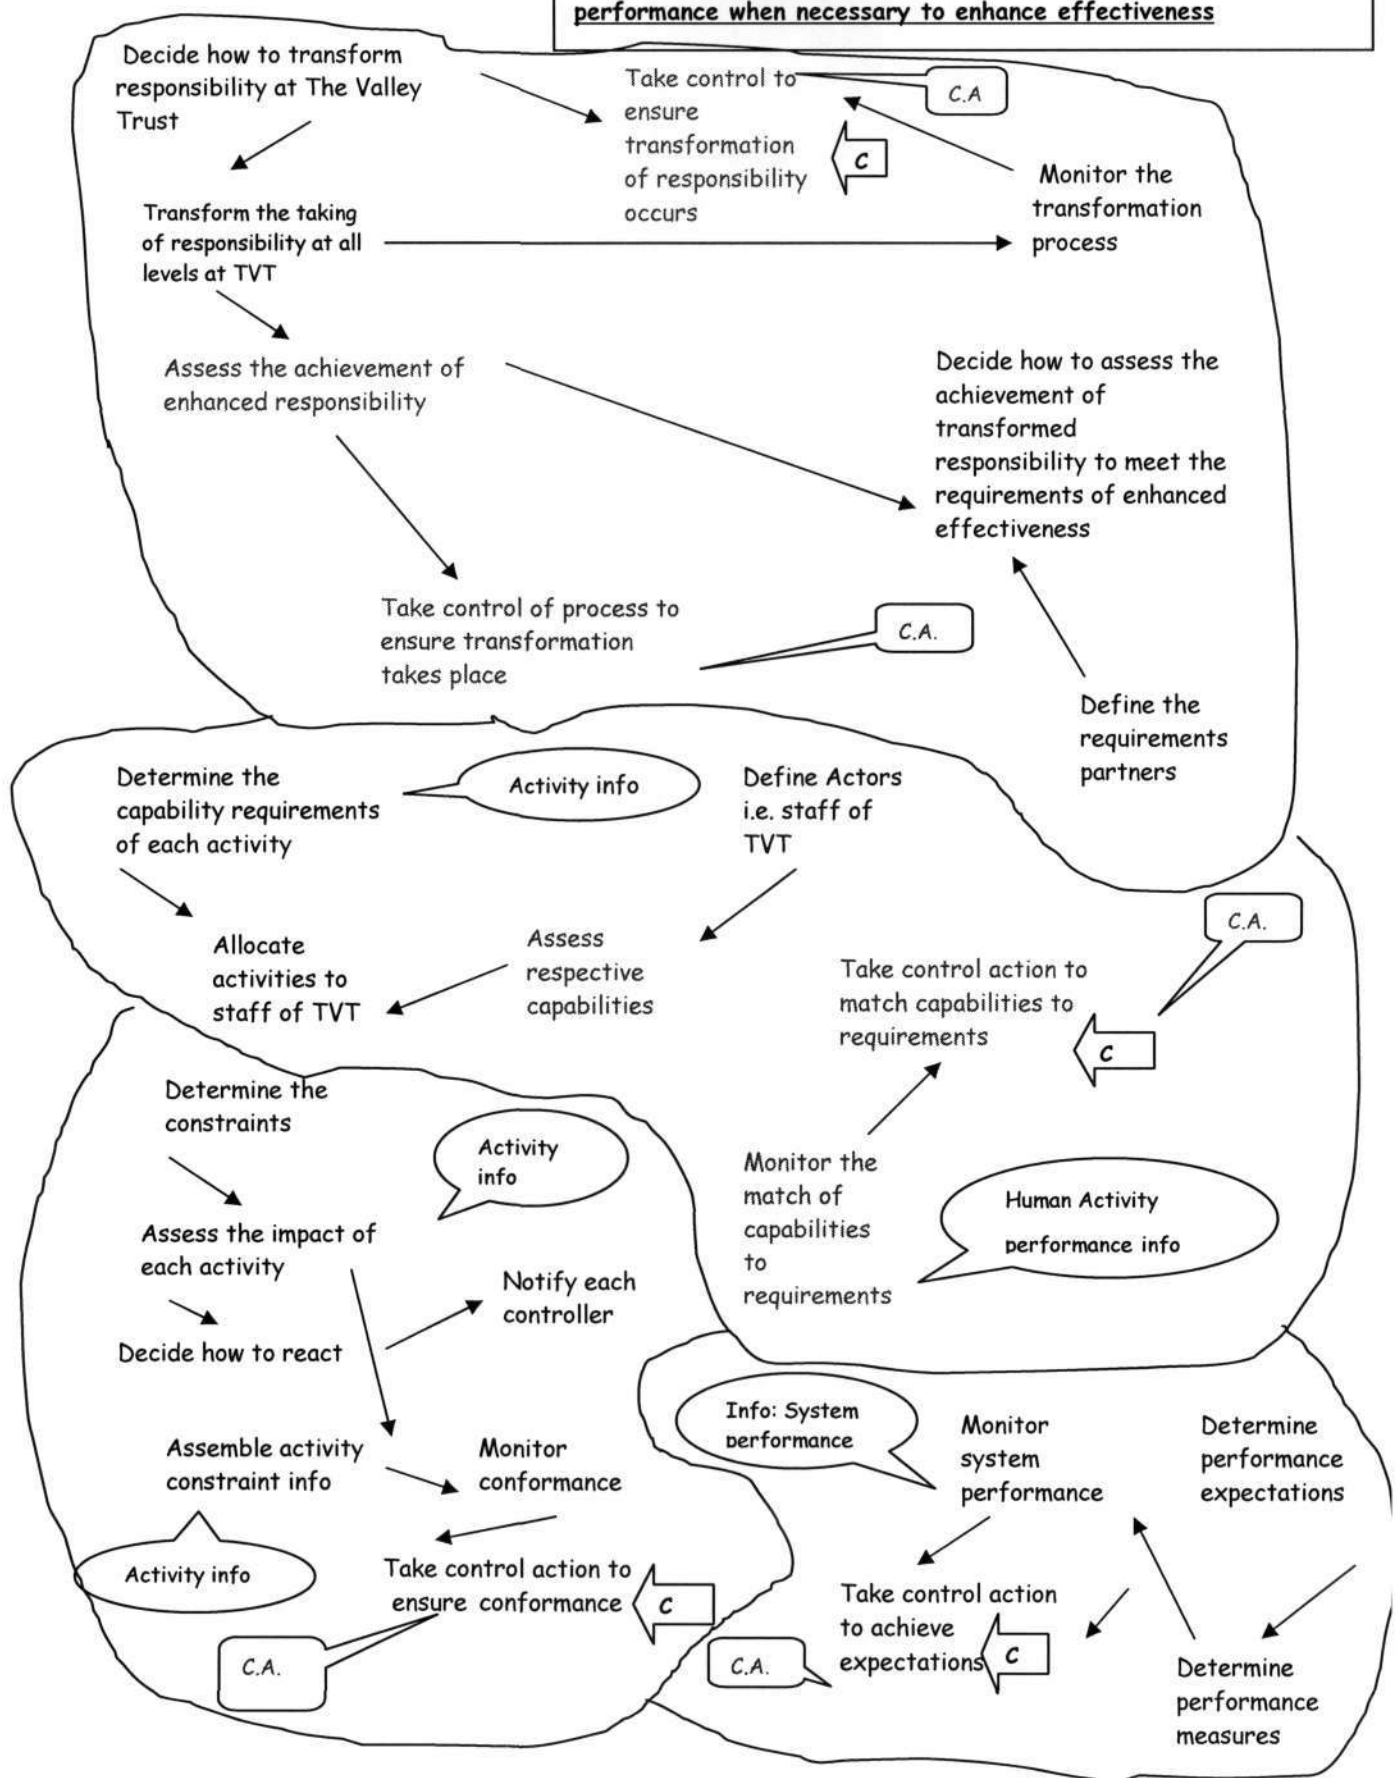 performance when necessary to enhance effectiveness
Decide how to transform
responsibility at The Valley
Trust
Take control to
ensure
transformation
of responsibility
occurs
C.A
C
Monitor the
transformation
process
Transform the taking
of responsibility at all
levels at TVT
Assess the achievement of
enhanced responsibility
Decide how to assess the
achievement of
transformed
responsibility to meet the
requirements of enhanced
effectiveness
Take control of process to
ensure transformation
takes place
C.A.
Define the
requirements
partners
Determine the
capability requirements
of each activity
Activity info
Define Actors
i.e. staff of
TVT
Allocate
activities to
staff of TVT
Assess
respective
capabilities
Take control action to
match capabilities to
requirements
C.A.
C
Determine the
constraints
Activity
info
Monitor the
match of
capabilities
to
requirements
Human Activity
performance info
Assess the impact of
each activity
Notify each
controller
Decide how to react
Assemble activity
constraint info
Monitor
conformance
Activity info
Take control action to
ensure conformance
C
C.A.
Info: System
performance
Monitor
system
performance
Determine
performance
expectations
Take control action
to achieve
expectations
C
C.A.
Determine
performance
measures